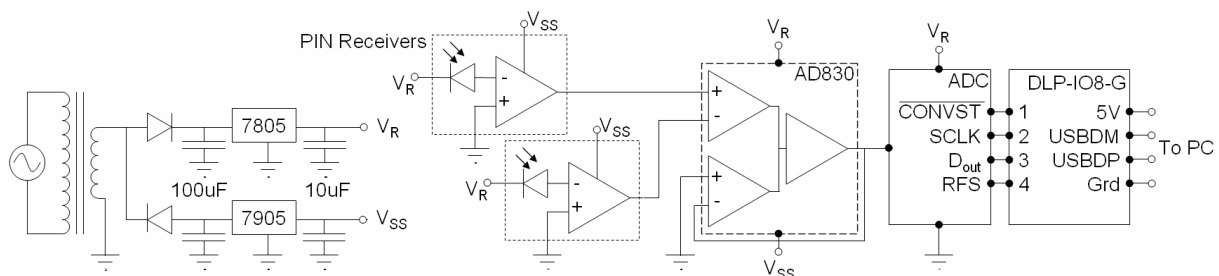 7805
100uF
10uF
V_R
7905
V_SS
PIN Receivers
V_SS
V_R
-
+
V_SS
V_R
-
+
V_R
AD830
+
-
+
-
V_SS
V_R
ADC
C̅O̅N̅V̅S̅T̅
SCLK
D_out
RFS
1
2
3
4
DLP-IO8-G
5V
USBDM
USBDP
Grd
To PC